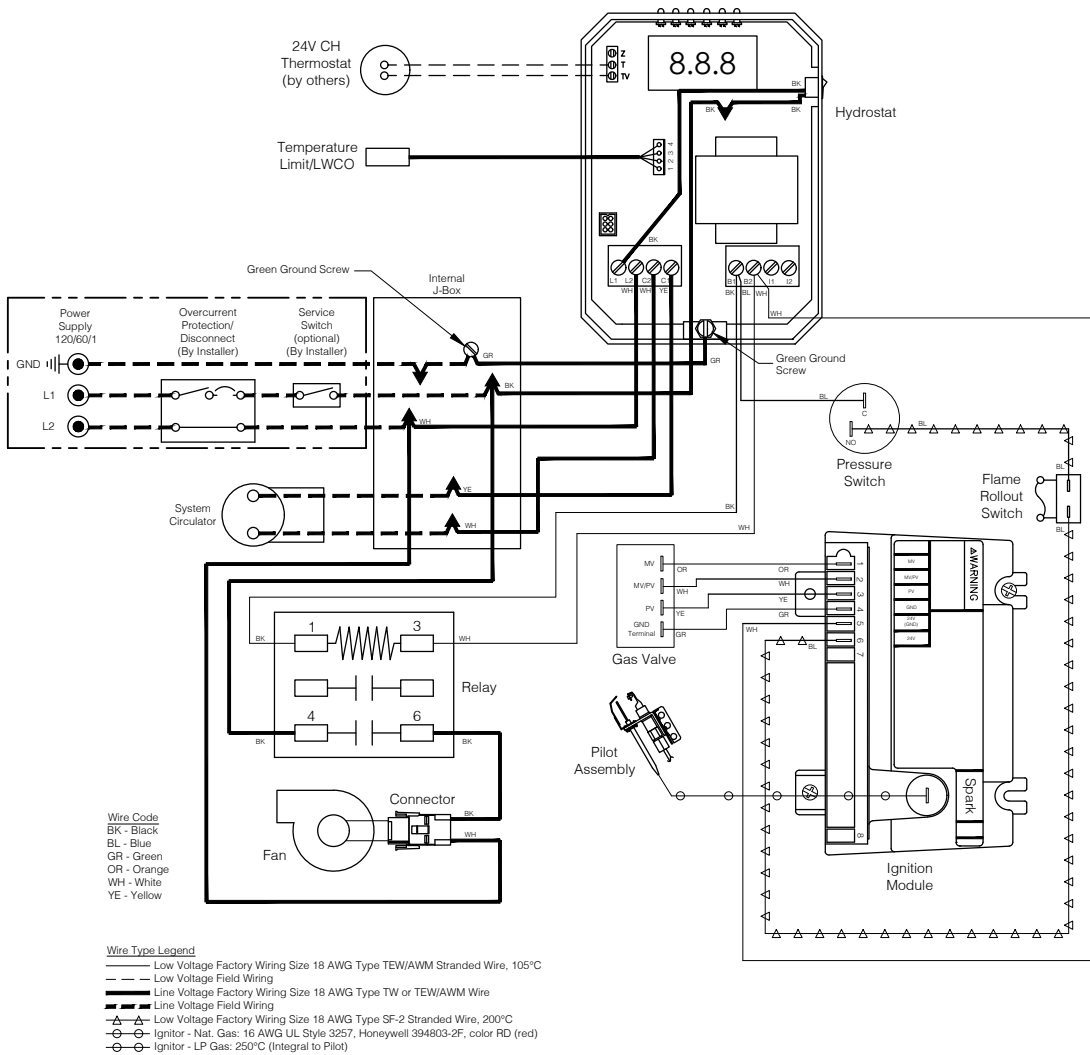 24V CH
Thermostat
(by others)
Z
T
TV
8.8.8
BK
BK
BK
Hydrostat
Temperature
Limit/LWCO
1 2 3 4
BK
L1 L2 C2 C1
WH WH YE
B1 B2 I1 I2
BK BL WH
WH
Green Ground Screw
Internal
J-Box
Power
Supply
120/60/1
Overcurrent
Protection/
Disconnect
(By Installer)
Service
Switch
(optional)
(By Installer)
GND
L1
L2
GR
GR
BK
WH
Green Ground
Screw
BL
C
NO
BL
Pressure
Switch
BL
Flame
Rollout
Switch
BL
System
Circulator
YE
WH
BK
WH
MV
MV/PV
PV
GND
Terminal
OR
WH
YE
GR
OR
WH
YE
GR
WH
BL
Gas Valve
1
2
3
4
5
6
7
8
MV
MV/PV
PV
GND
24V
(GND)
24V
WARNING
Spark
Ignition
Module
BK
1
3
WH
Relay
4
6
BK
BK
Pilot
Assembly
Connector
BK
WH
Fan
Wire Code
BK - Black
BL - Blue
GR - Green
OR - Orange
WH - White
YE - Yellow
Wire Type Legend
Low Voltage Factory Wiring Size 18 AWG Type TEW/AWM Stranded Wire, 105°C
Low Voltage Field Wiring
Line Voltage Factory Wiring Size 18 AWG Type TW or TEW/AWM Wire
Line Voltage Field Wiring
Low Voltage Factory Wiring Size 18 AWG Type SF-2 Stranded Wire, 200°C
Ignitor - Nat. Gas: 16 AWG UL Style 3257, Honeywell 394803-2F, color RD (red)
Ignitor - LP Gas: 250°C (Integral to Pilot)